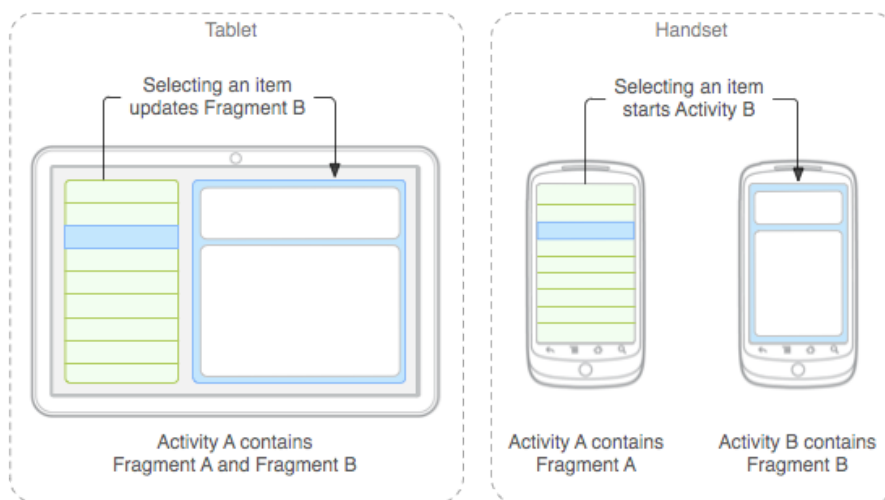 Tablet
Selecting an item
updates Fragment B
Activity A contains
Fragment A and Fragment B
Handset
Selecting an item
starts Activity B
Activity A contains
Fragment A
Activity B contains
Fragment B